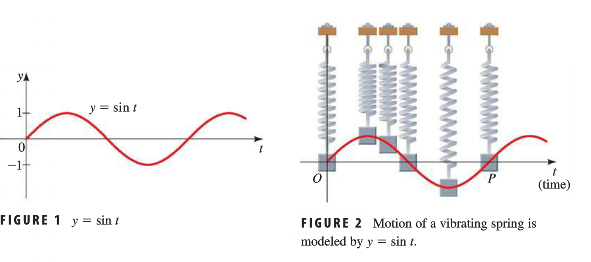 y
1
y = sin t
0
−1
t
FIGURE 1 y = sin t
O
P
t
(time)
FIGURE 2 Motion of a vibrating spring is
modeled by y = sin t.